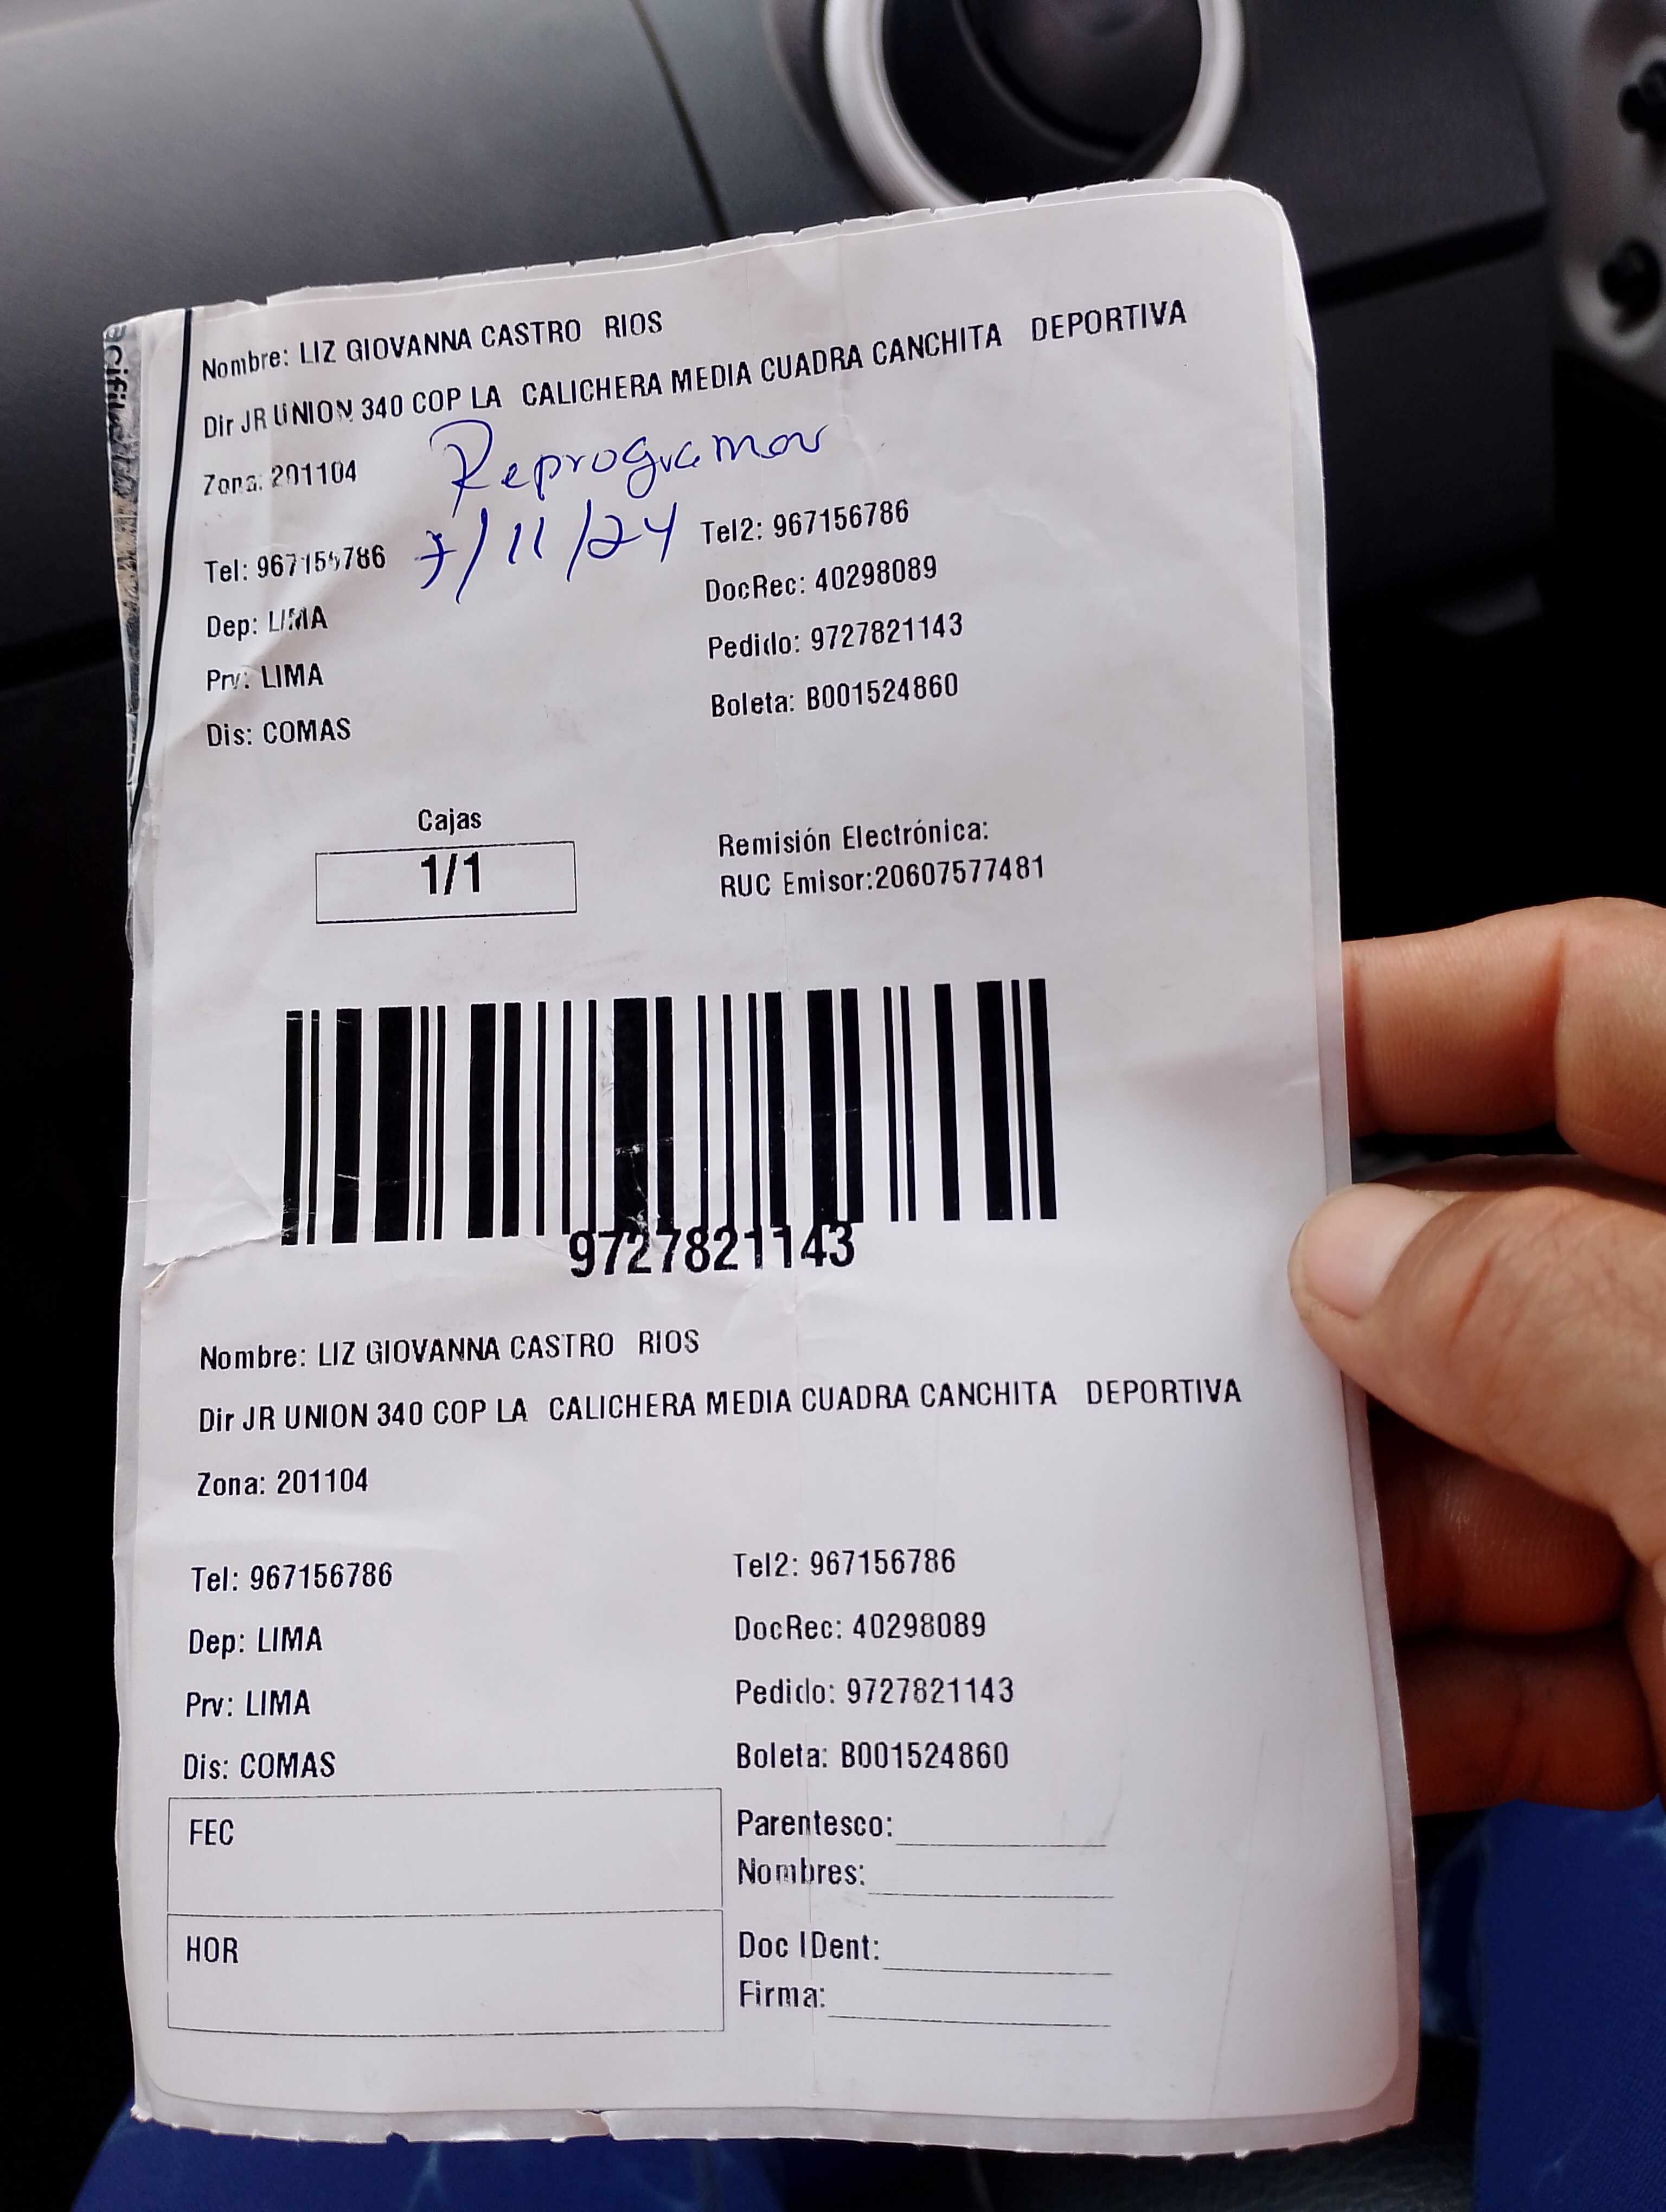 Nombre: LIZ GIOVANNA CASTRO RIOS
Dir JR UNION 340 COP LA CALICHERA MEDIA CUADRA CANCHITA DEPORTIVA
Zona: 201104
Reprogramar
7/11/24
Tel: 967156786 Tel2: 967156786
Dep: LIMA DocRec: 40298089
Prv: LIMA Pedido: 9727821143
Dis: COMAS Boleta: B001524860
Cajas
1/1
Remisión Electrónica:
RUC Emisor:20607577481
9727821143
Nombre: LIZ GIOVANNA CASTRO RIOS
Dir JR UNION 340 COP LA CALICHERA MEDIA CUADRA CANCHITA DEPORTIVA
Zona: 201104
Tel: 967156786 Tel2: 967156786
Dep: LIMA DocRec: 40298089
Prv: LIMA Pedido: 9727821143
Dis: COMAS Boleta: B001524860
FEC
HOR
Parentesco:
Nombres:
Doc IDent:
Firma: